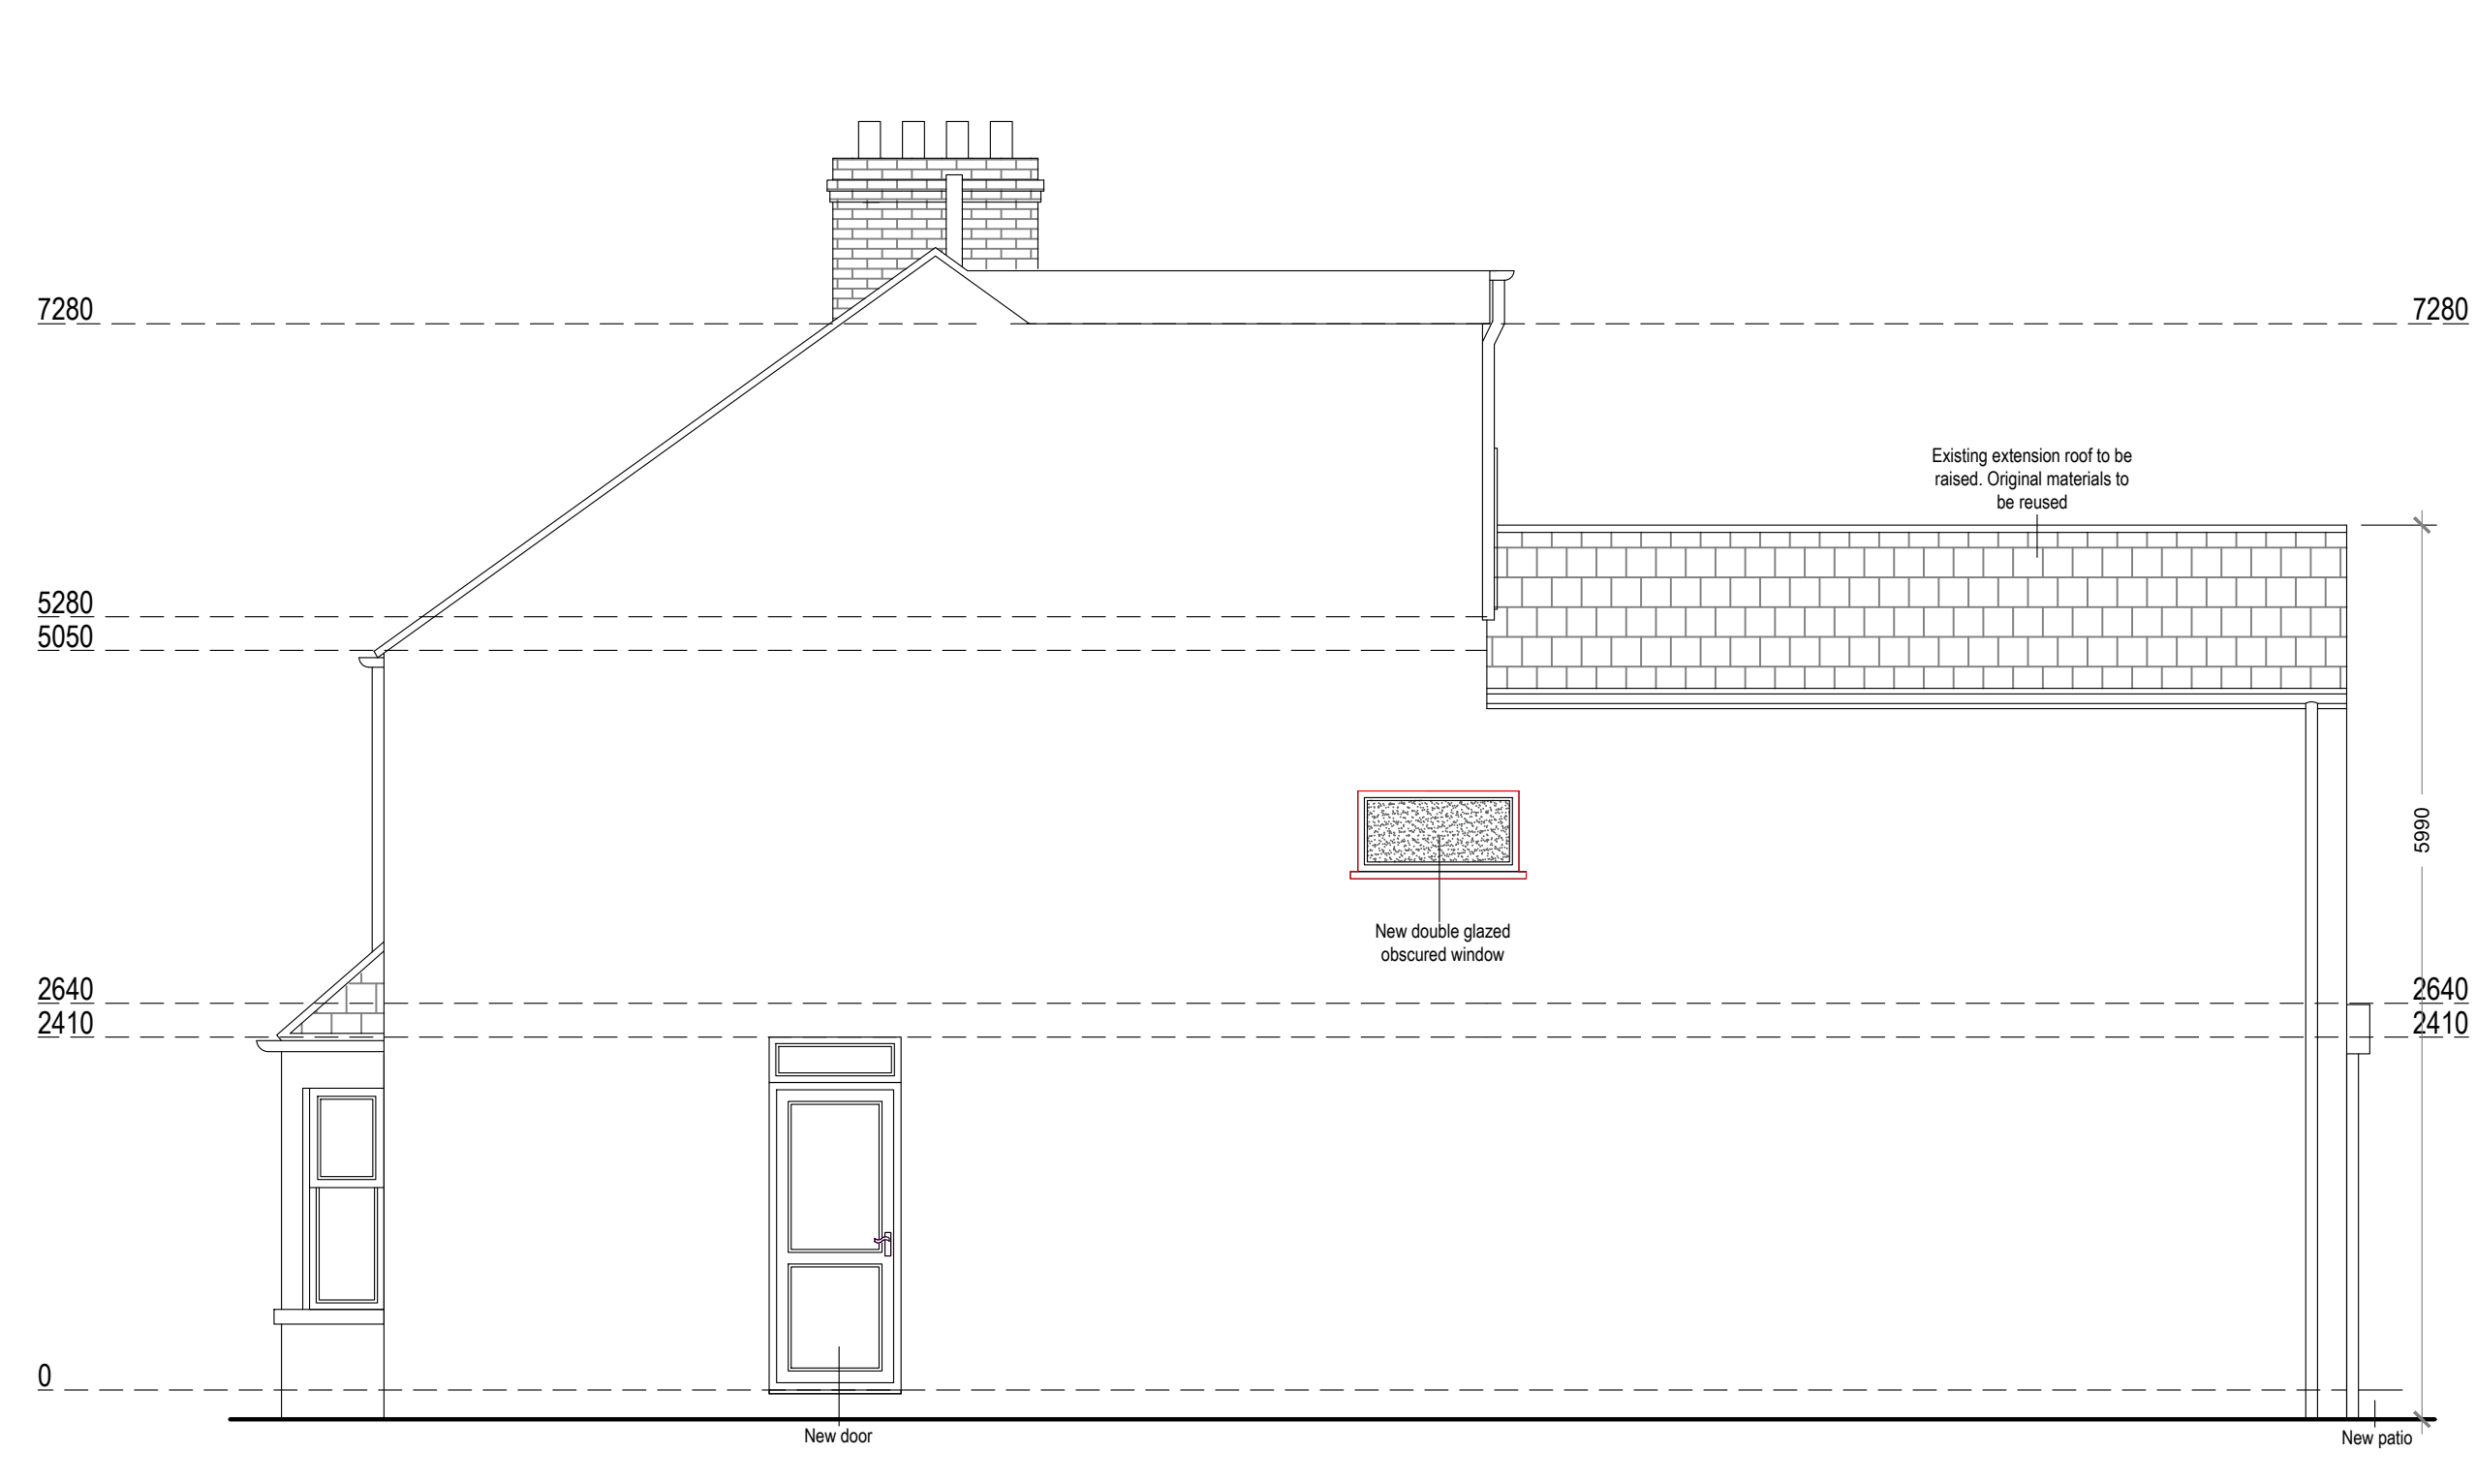 7280
7280
Existing extension roof to be
raised. Original materials to
be reused
5280
5050
5990
New double glazed
obscured window
2640
2640
2410
2410
0
New door
New patio